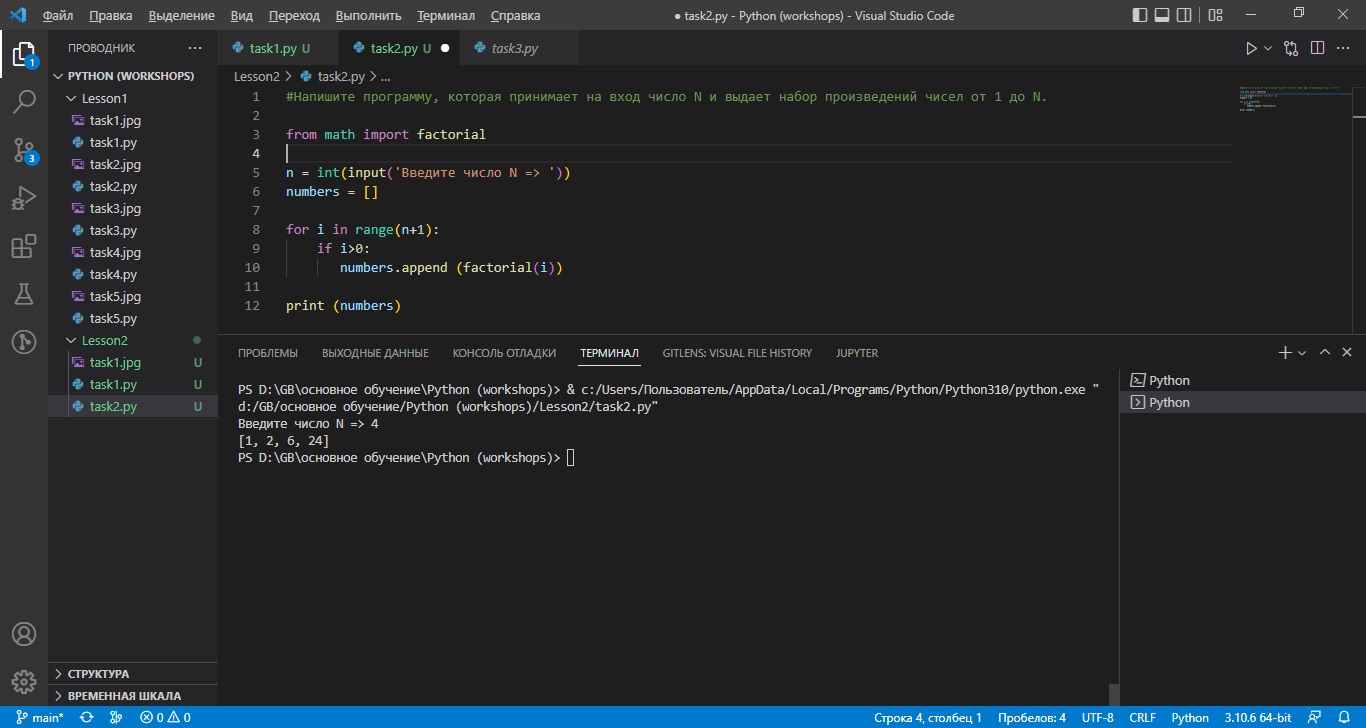 Файл Правка Выделение Вид Переход Выполнить Терминал Справка ● task2.py - Python (workshops) - Visual Studio Code
ПРОВОДНИК ...
PYTHON (WORKSHOPS)
Lesson1
task1.jpg
task1.py
task2.jpg
task2.py
task3.jpg
task3.py
task4.jpg
task4.py
task5.jpg
task5.py
Lesson2
task1.jpg U
task1.py U
task2.py U
СТРУКТУРА
ВРЕМЕННАЯ ШКАЛА
1
3
task1.py U task2.py U ● task3.py
Lesson2 > task2.py > ...
1 #Напишите программу, которая принимает на вход число N и выдает набор произведений чисел от 1 до N.
2
3 from math import factorial
4
5 n = int(input('Введите число N => '))
6 numbers = []
7
8 for i in range(n+1):
9     if i>0:
10        numbers.append (factorial(i))
11
12 print (numbers)
ПРОБЛЕМЫ ВЫХОДНЫЕ ДАННЫЕ КОНСОЛЬ ОТЛАДКИ ТЕРМИНАЛ GITLENS: VISUAL FILE HISTORY JUPYTER
PS D:\GB\основное обучение\Python (workshops)> & c:/Users/Пользователь/AppData/Local/Programs/Python/Python310/python.exe "
d:/GB/основное обучение/Python (workshops)/Lesson2/task2.py"
Введите число N => 4
[1, 2, 6, 24]
PS D:\GB\основное обучение\Python (workshops)>
Python
Python
main* 0 0 Строка 4, столбец 1 Пробелов: 4 UTF-8 CRLF Python 3.10.6 64-bit